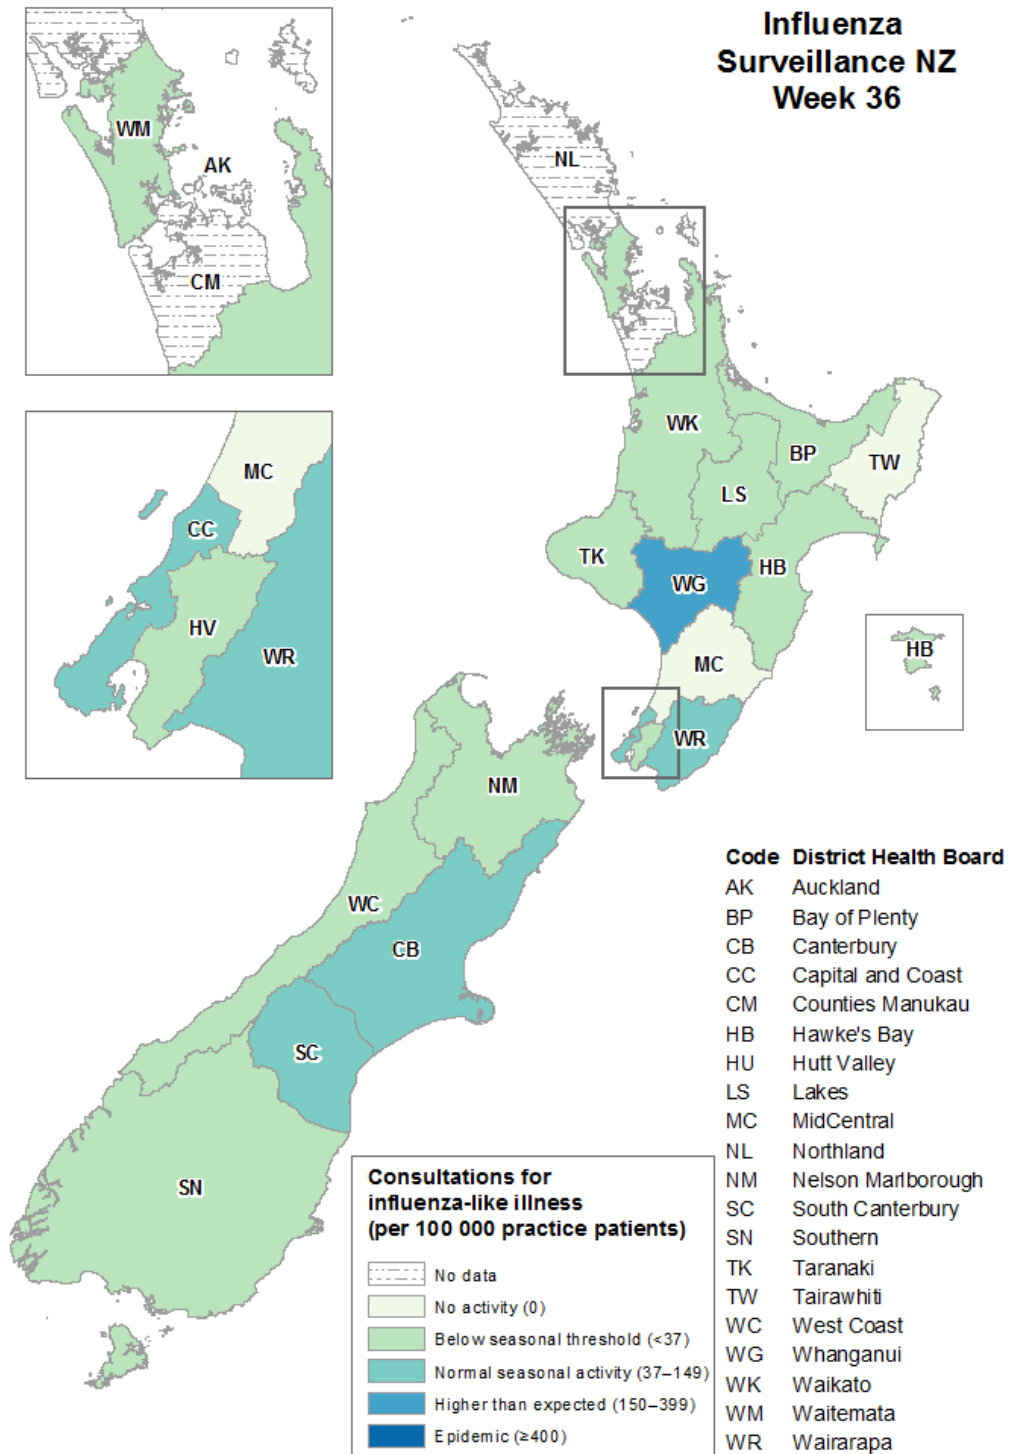 Influenza
Surveillance NZ
Week 36
WM
AK
CM
NL
WK
BP
TW
LS
TK
WG
HB
MC
WR
HB
MC
CC
HV
WR
NM
WC
CB
SC
SN
Code District Health Board
AK Auckland
BP Bay of Plenty
CB Canterbury
CC Capital and Coast
CM Counties Manukau
HB Hawke's Bay
HU Hutt Valley
LS Lakes
MC MidCentral
NL Northland
NM Nelson Marlborough
SC South Canterbury
SN Southern
TK Taranaki
TW Tairawhiti
WC West Coast
WG Whanganui
WK Waikato
WM Waitemata
WR Wairarapa
Consultations for
influenza-like illness
(per 100 000 practice patients)
No data
No activity (0)
Below seasonal threshold (<37)
Normal seasonal activity (37–149)
Higher than expected (150–399)
Epidemic (≥400)